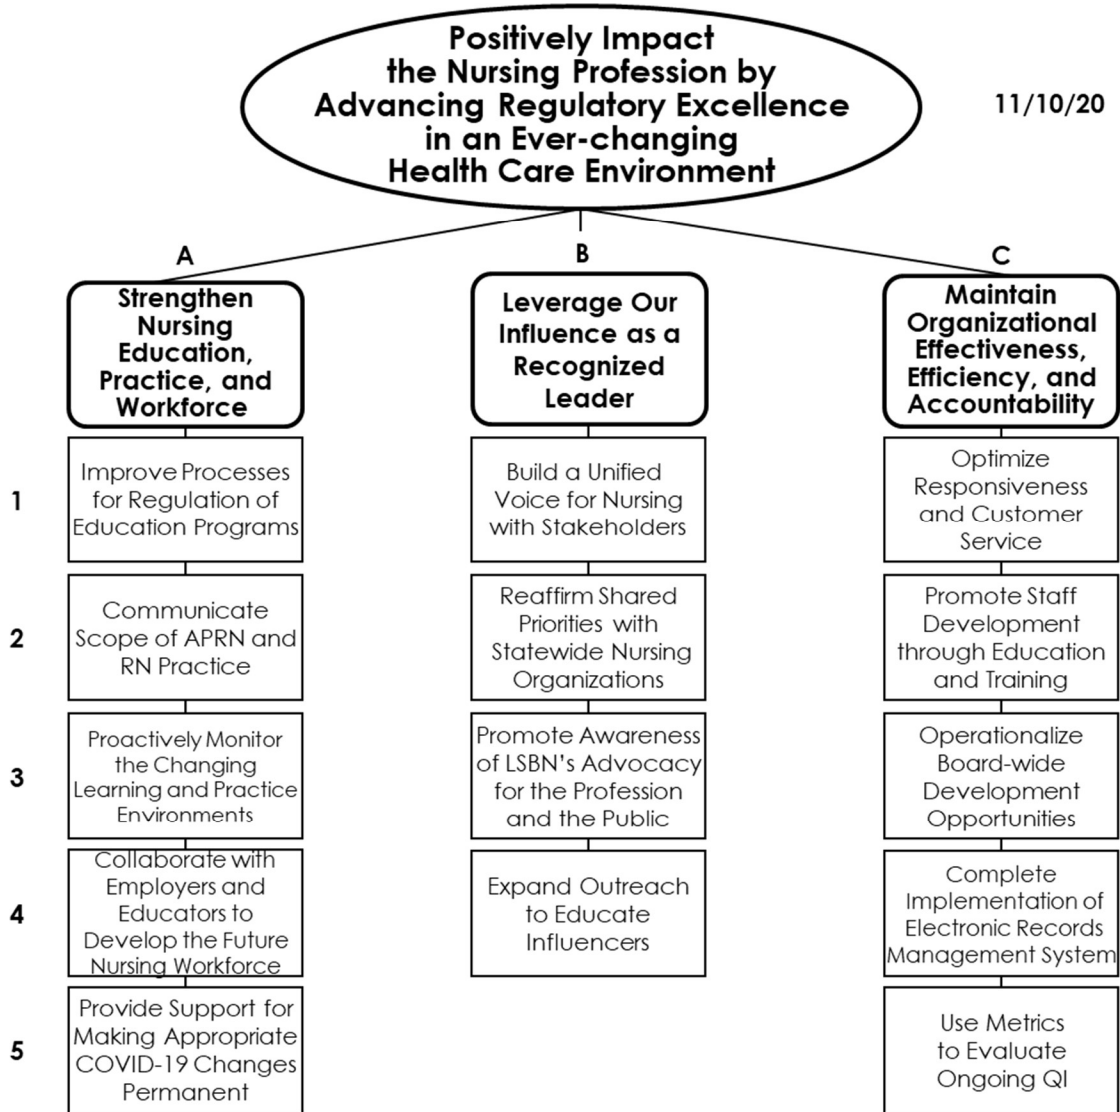 Positively Impact
the Nursing Profession by
Advancing Regulatory Excellence
in an Ever-changing
Health Care Environment
11/10/20
A
Strengthen
Nursing
Education,
Practice, and
Workforce
B
Leverage Our
Influence as a
Recognized
Leader
C
Maintain
Organizational
Effectiveness,
Efficiency, and
Accountability
1
Improve Processes
for Regulation of
Education Programs
Build a Unified
Voice for Nursing
with Stakeholders
Optimize
Responsiveness
and Customer
Service
2
Communicate
Scope of APRN and
RN Practice
Reaffirm Shared
Priorities with
Statewide Nursing
Organizations
Promote Staff
Development
through Education
and Training
3
Proactively Monitor
the Changing
Learning and Practice
Environments
Promote Awareness
of LSBN's Advocacy
for the Profession
and the Public
Operationalize
Board-wide
Development
Opportunities
4
Collaborate with
Employers and
Educators to
Develop the Future
Nursing Workforce
Expand Outreach
to Educate
Influencers
Complete
Implementation of
Electronic Records
Management System
5
Provide Support for
Making Appropriate
COVID-19 Changes
Permanent
Use Metrics
to Evaluate
Ongoing QI